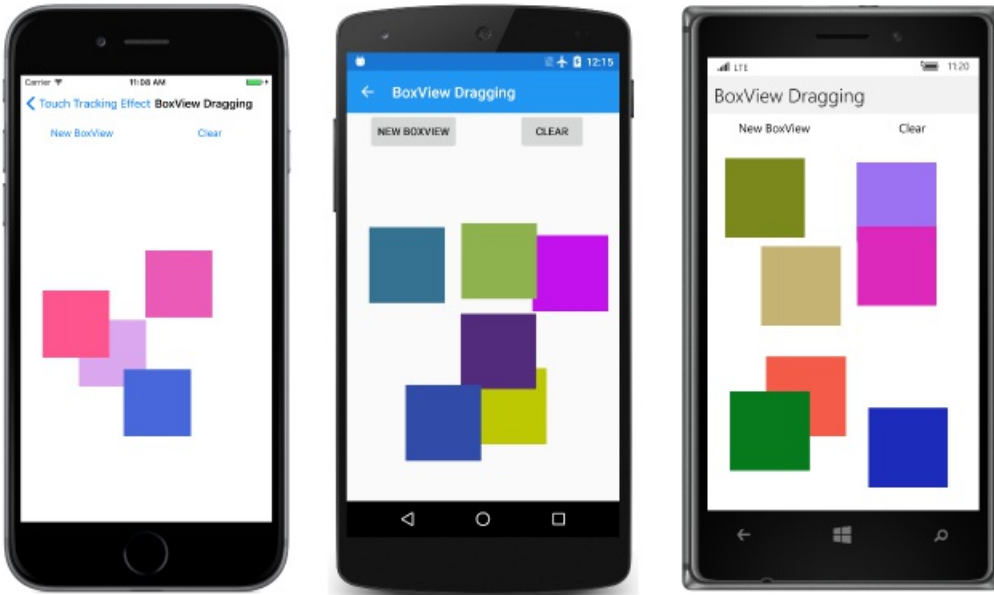 Carrier 11:08 AM
Touch Tracking Effect BoxView Dragging
New BoxView Clear
12:15
BoxView Dragging
NEW BOXVIEW CLEAR
LTE 11:20
BoxView Dragging
New BoxView Clear